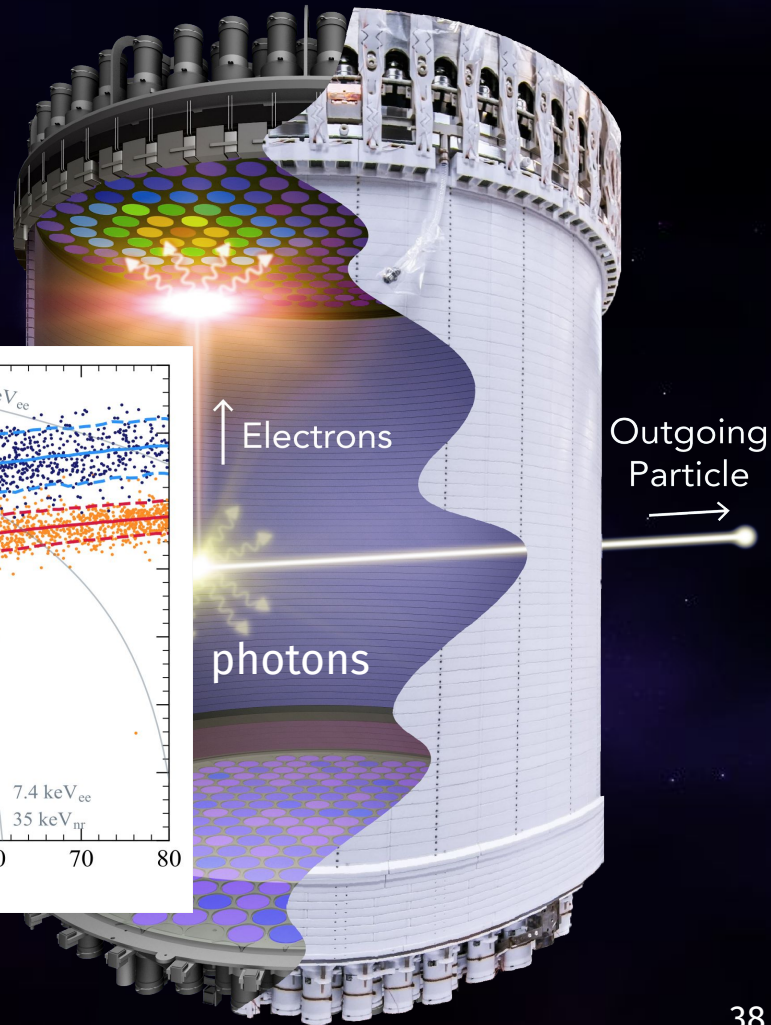 Electrons
Outgoing
Particle
photons
7.4 keVee
35 keVnr
70
80
38